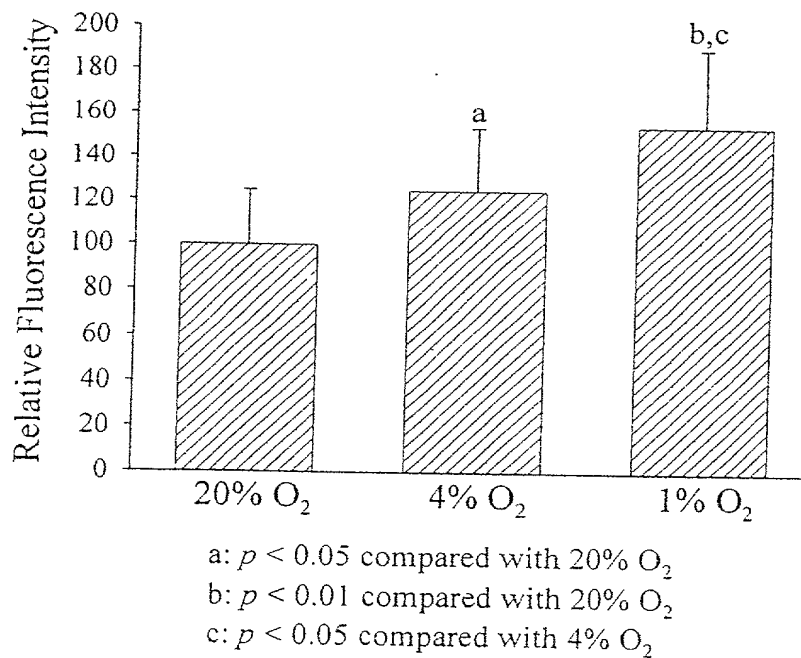 Relative Fluorescence Intensity
200
180
160
140
120
100
80
60
40
20
0
a
b,c
20% O₂
4% O₂
1% O₂
a: p < 0.05 compared with 20% O₂
b: p < 0.01 compared with 20% O₂
c: p < 0.05 compared with 4% O₂